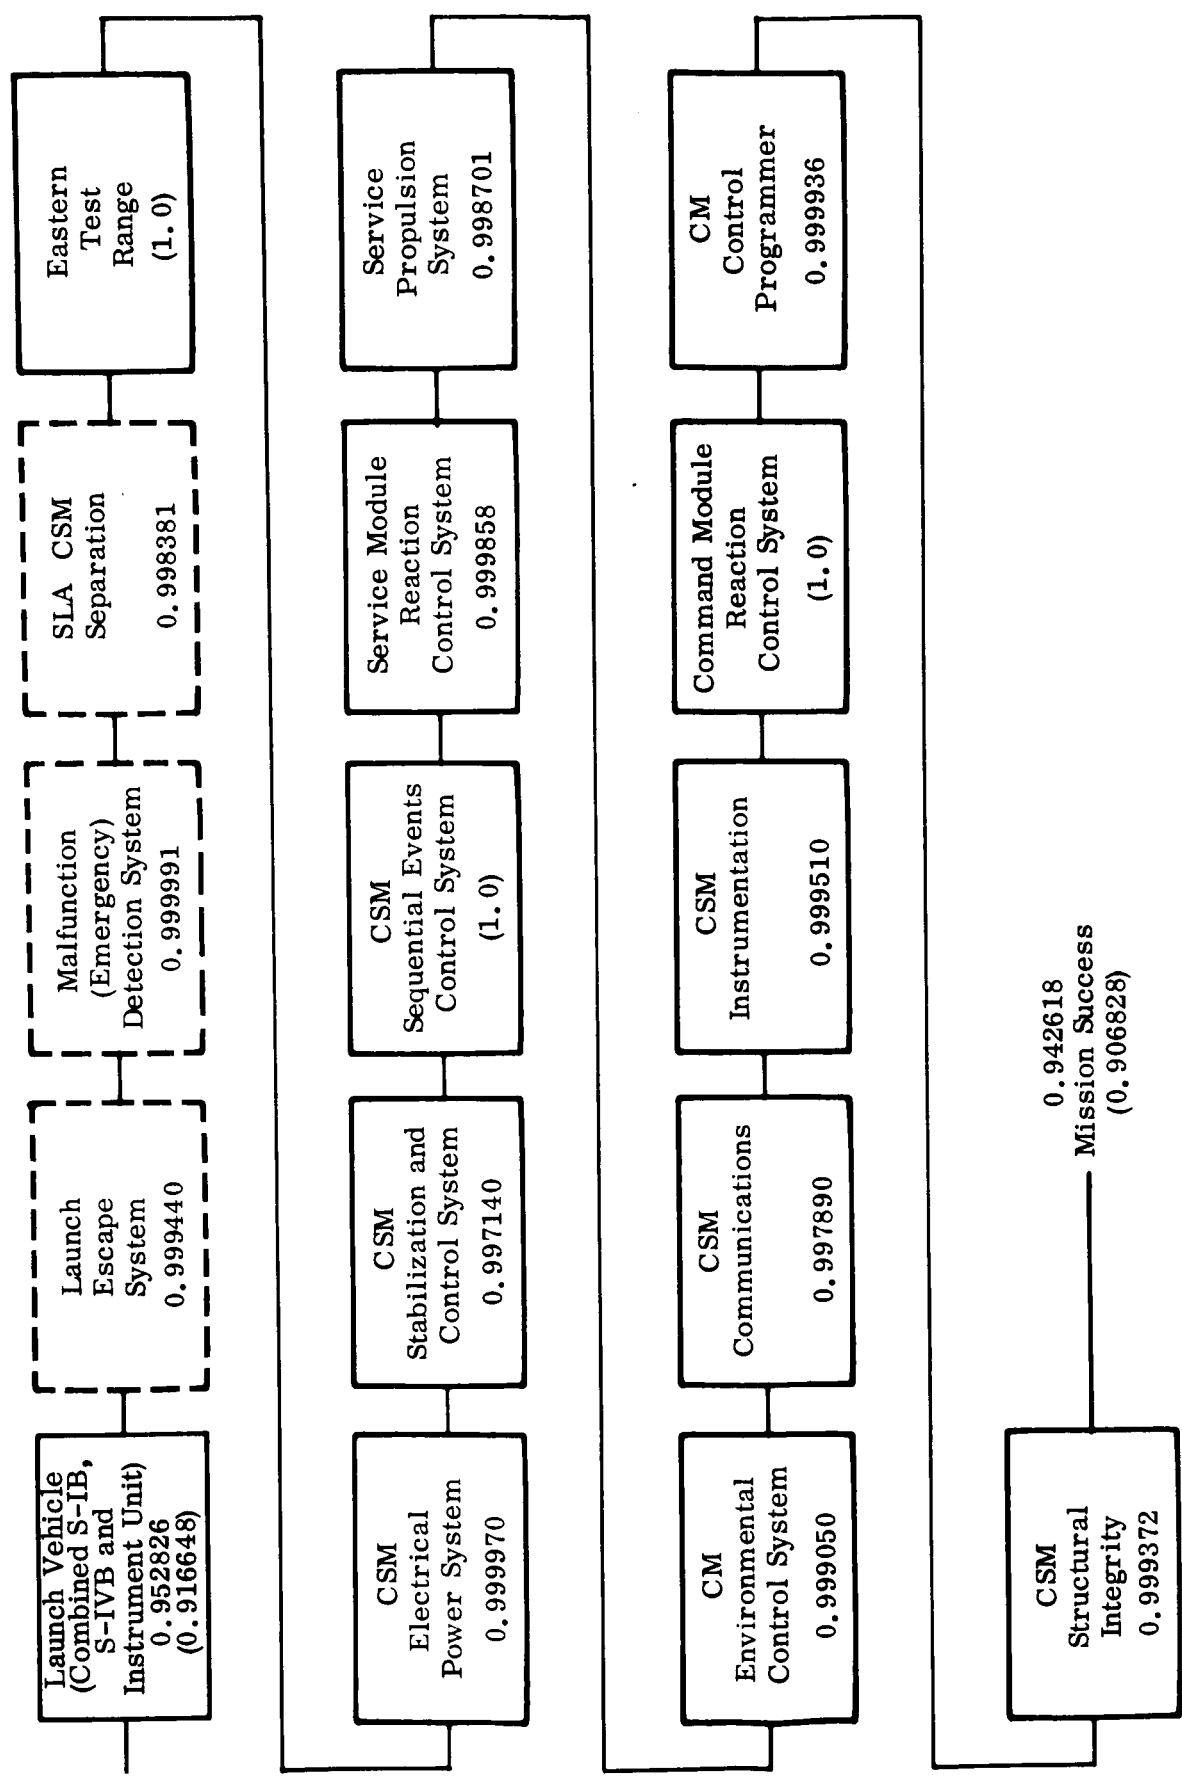 Launch Vehicle
(Combined S-IB,
S-IVB and
Instrument Unit)
0.952826
(0.916648)
Launch
Escape
System
0.999440
Malfunction
(Emergency)
Detection System
0.999991
SLA CSM
Separation
0.998381
Eastern
Test
Range
(1.0)
CSM
Electrical
Power System
0.999970
CSM
Stabilization and
Control System
0.997140
CSM
Sequential Events
Control System
(1.0)
Service Module
Reaction
Control System
0.999858
Service
Propulsion
System
0.998701
CM
Environmental
Control System
0.999050
CSM
Communications
0.997890
CSM
Instrumentation
0.999510
Command Module
Reaction
Control System
(1.0)
CM
Control
Programmer
0.999936
CSM
Structural
Integrity
0.999372
0.942618
Mission Success
(0.906828)